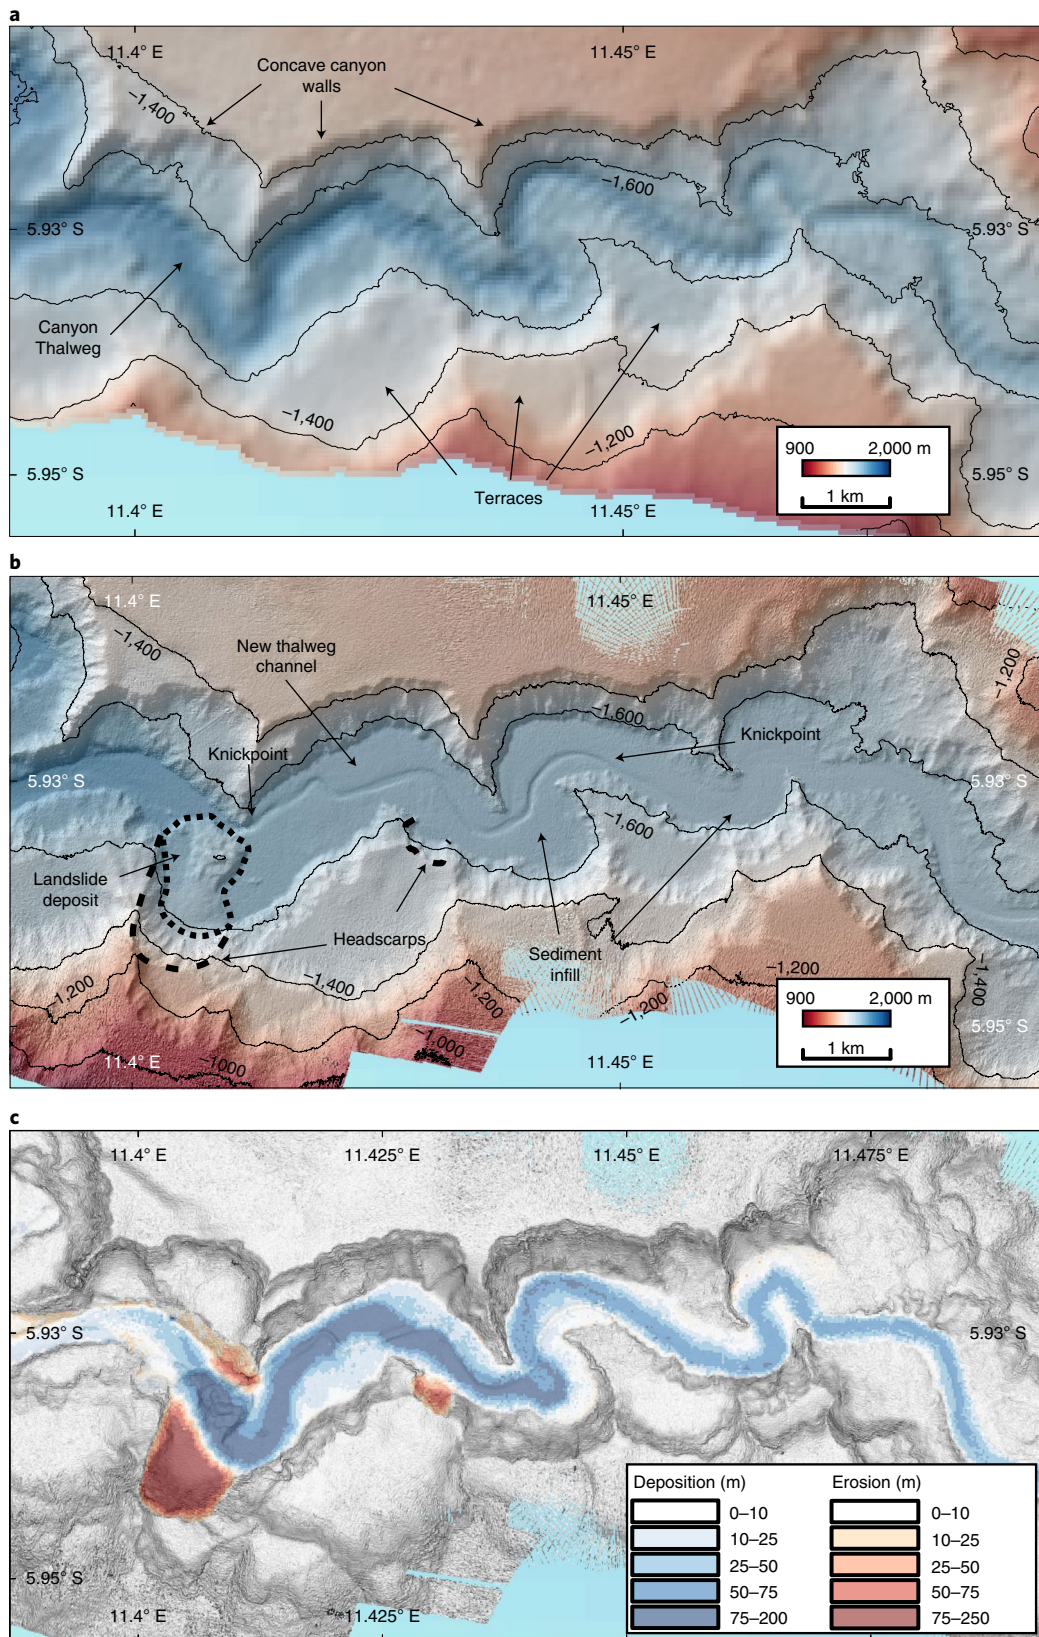 a
11.4° E
11.45° E
Concave canyon
walls
−1,400
−1,600
5.93° S
5.93° S
Canyon
Thalweg
−1,400
−1,200
5.95° S
Terraces
900 2,000 m
1 km
5.95° S
11.4° E
11.45° E
b
11.4° E
11.45° E
−1,400
New thalweg
channel
−1,200
−1,600
Knickpoint
Knickpoint
5.93° S
5.93° S
−1,600
Landslide
deposit
Headscarps
Sediment
infill
−1,200
−1,400
−1,200
−1,200
−1,400
−1,200
900 2,000 m
1 km
5.95° S
−1,000
−1000
11.4° E
11.45° E
c
11.4° E
11.425° E
11.45° E
11.475° E
5.93° S
5.93° S
5.95° S
11.4° E
11.425° E
Deposition (m) Erosion (m)
0–10 0–10
10–25 10–25
25–50 25–50
50–75 50–75
75–200 75–250